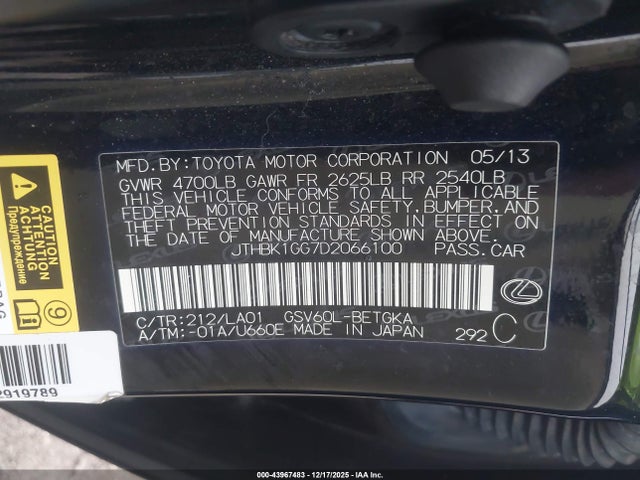 MFD.BY:TOYOTA MOTOR CORPORATION 05/13
GVWR 4700LB GAWR FR 2625LB RR 2540LB
THIS VEHICLE CONFORMS TO ALL APPLICABLE
FEDERAL MOTOR VEHICLE SAFETY,BUMPER,AND
THEFT PREVENTION STANDARDS IN EFFECT ON
THE DATE OF MANUFACTURE SHOWN ABOVE.
JTHBK1GG7D2066100 PASS.CAR
C/TR:212/LA01 GSV60L-BETGKA
A/TM:-01A/U660E MADE IN JAPAN 292 C
CAUTION
ATTENTION
Предупреждение
9
2919789
000-43967483 - 12/17/2025 - IAAI.COM